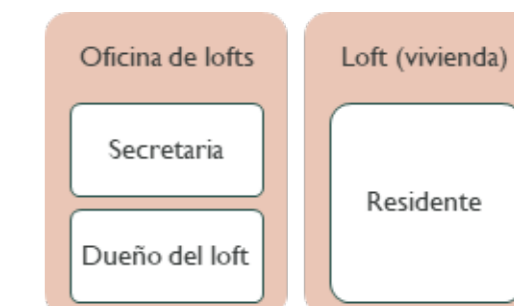 Oficina de lofts
Secretaria
Dueño del loft
Loft (vivienda)
Residente